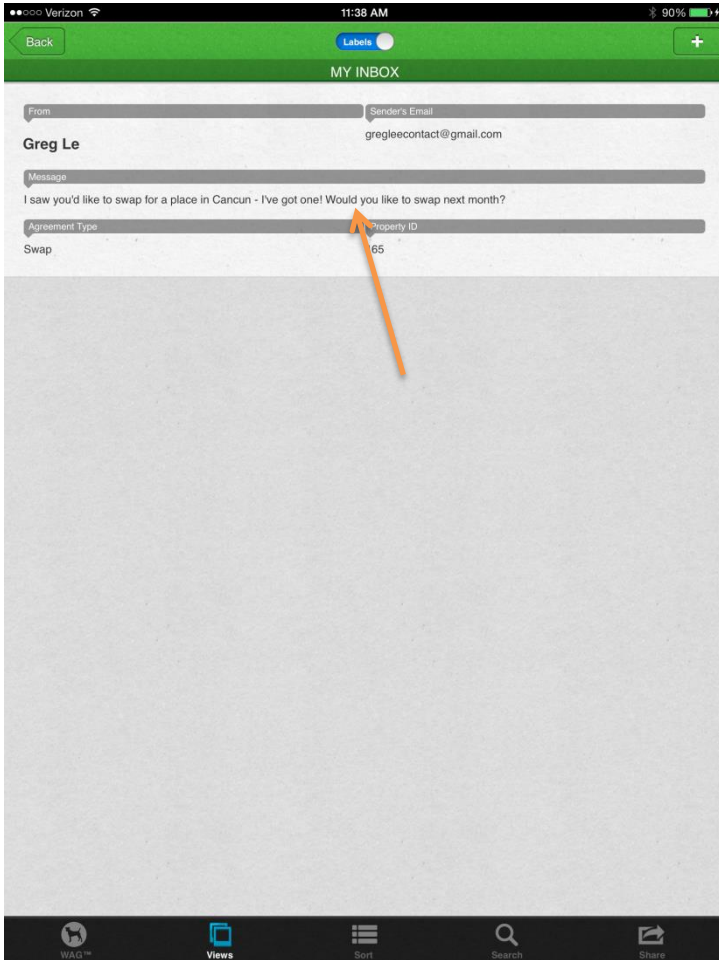 Verizon 11:38 AM 90%
Back Labels +
MY INBOX
From Sender's Email
Greg Le gregleecontact@gmail.com
Message
I saw you'd like to swap for a place in Cancun - I've got one! Would you like to swap next month?
Agreement Type Property ID
Swap 65
WAG™ Views Sort Search Share